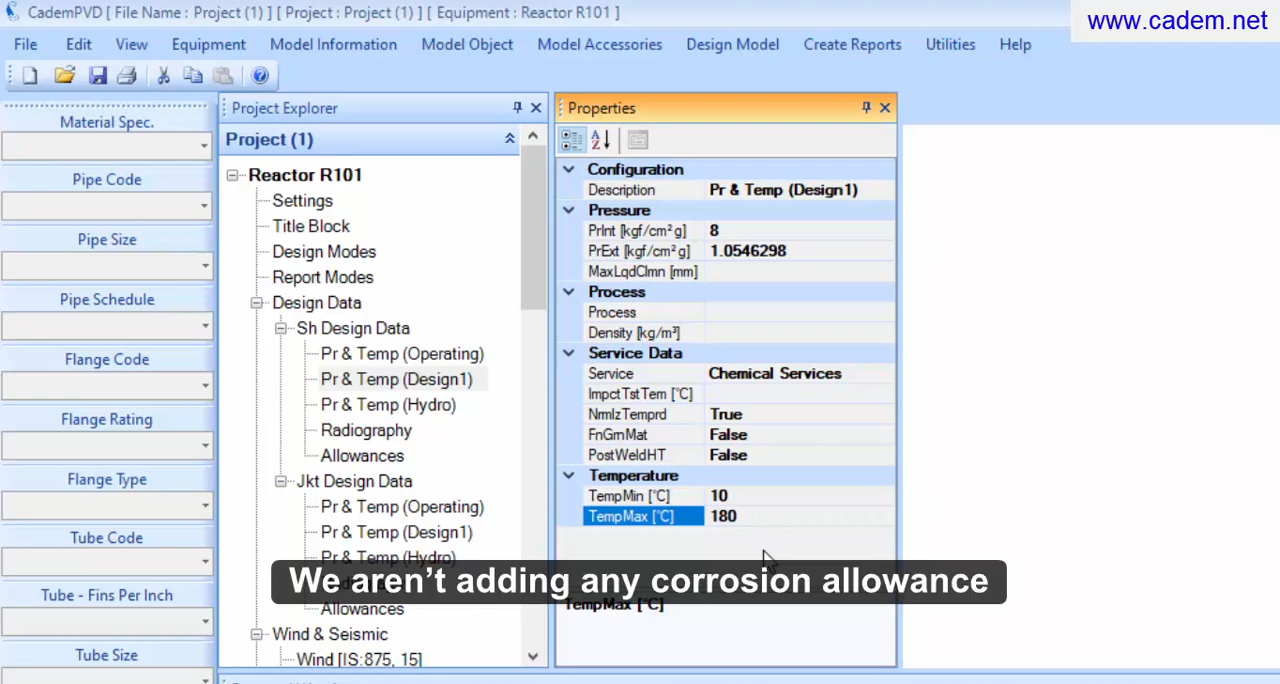 CademPVD [ File Name : Project (1) ] [ Project : Project (1) ] [ Equipment : Reactor R101 ]
www.cadem.net
File Edit View Equipment Model Information Model Object Model Accessories Design Model Create Reports Utilities Help
Material Spec.
Pipe Code
Pipe Size
Pipe Schedule
Flange Code
Flange Rating
Flange Type
Tube Code
Tube - Fins Per Inch
Tube Size
Project Explorer
Project (1)
Reactor R101
Settings
Title Block
Design Modes
Report Modes
Design Data
Sh Design Data
Pr & Temp (Operating)
Pr & Temp (Design1)
Pr & Temp (Hydro)
Radiography
Allowances
Jkt Design Data
Pr & Temp (Operating)
Pr & Temp (Design1)
Pr & Temp (Hydro)
Allowances
Wind & Seismic
Wind [IS:875, 15]
Properties
Configuration
Description Pr & Temp (Design1)
Pressure
PrInt [kgf/cm² g] 8
PrExt [kgf/cm² g] 1.0546298
MaxLqdClmn [mm]
Process
Process
Density [kg/m³]
Service Data
Service Chemical Services
ImpctTstTem [°C]
NrmlzTemprd True
FnGrnMat False
PostWeldHT False
Temperature
TempMin [°C] 10
TempMax [°C] 180
TempMax [°C]
We aren't adding any corrosion allowance